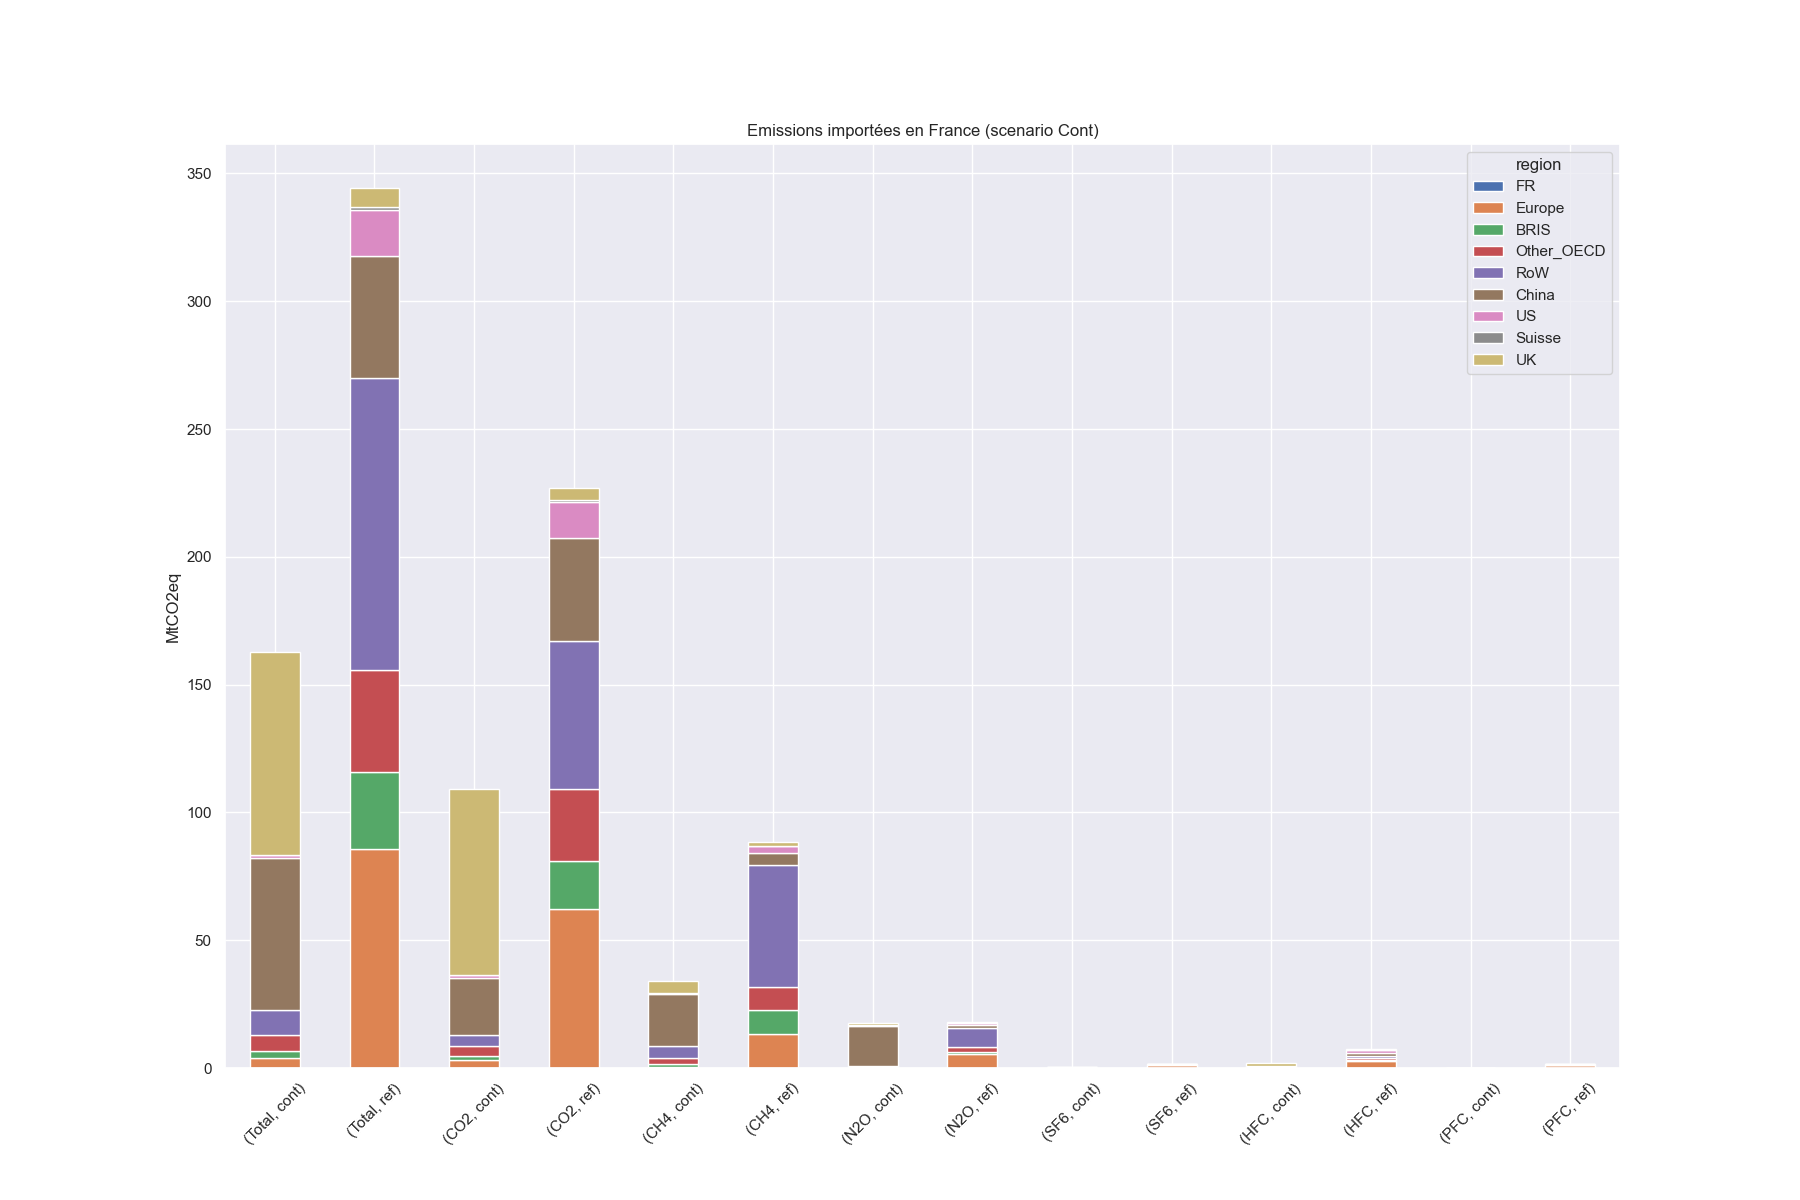 Emissions importées en France (scenario Cont)
region
FR
Europe
BRIS
Other_OECD
RoW
China
US
Suisse
UK
350
300
250
200
150
100
50
0
MtCO2eq
(Total, cont)
(Total, ref)
(CO2, cont)
(CO2, ref)
(CH4, cont)
(CH4, ref)
(N2O, cont)
(N2O, ref)
(SF6, cont)
(SF6, ref)
(HFC, cont)
(HFC, ref)
(PFC, cont)
(PFC, ref)